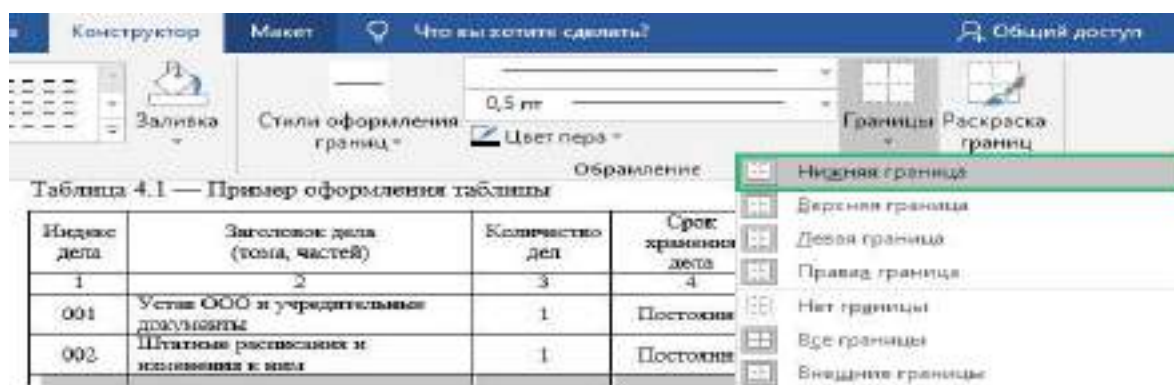 Конструктор Макет Что вы хотите сделать? Общий доступ
Заливка
Стили оформления границ
0,5 пт
Цвет пера
Границы
Раскраска границ
Обрамление
Таблица 4.1 — Пример оформления таблицы
Индекс дела
Заголовок дела
(тома, частей)
Количество дел
Срок хранения дела
1 2 3 4
001 Устав ООО и учредительные документы 1 Постоянн
002 Штатные расписания и изменения к ним 1 Постоянн
Нижняя граница
Верхняя граница
Левая граница
Правая граница
Нет границы
Все границы
Внешние границы